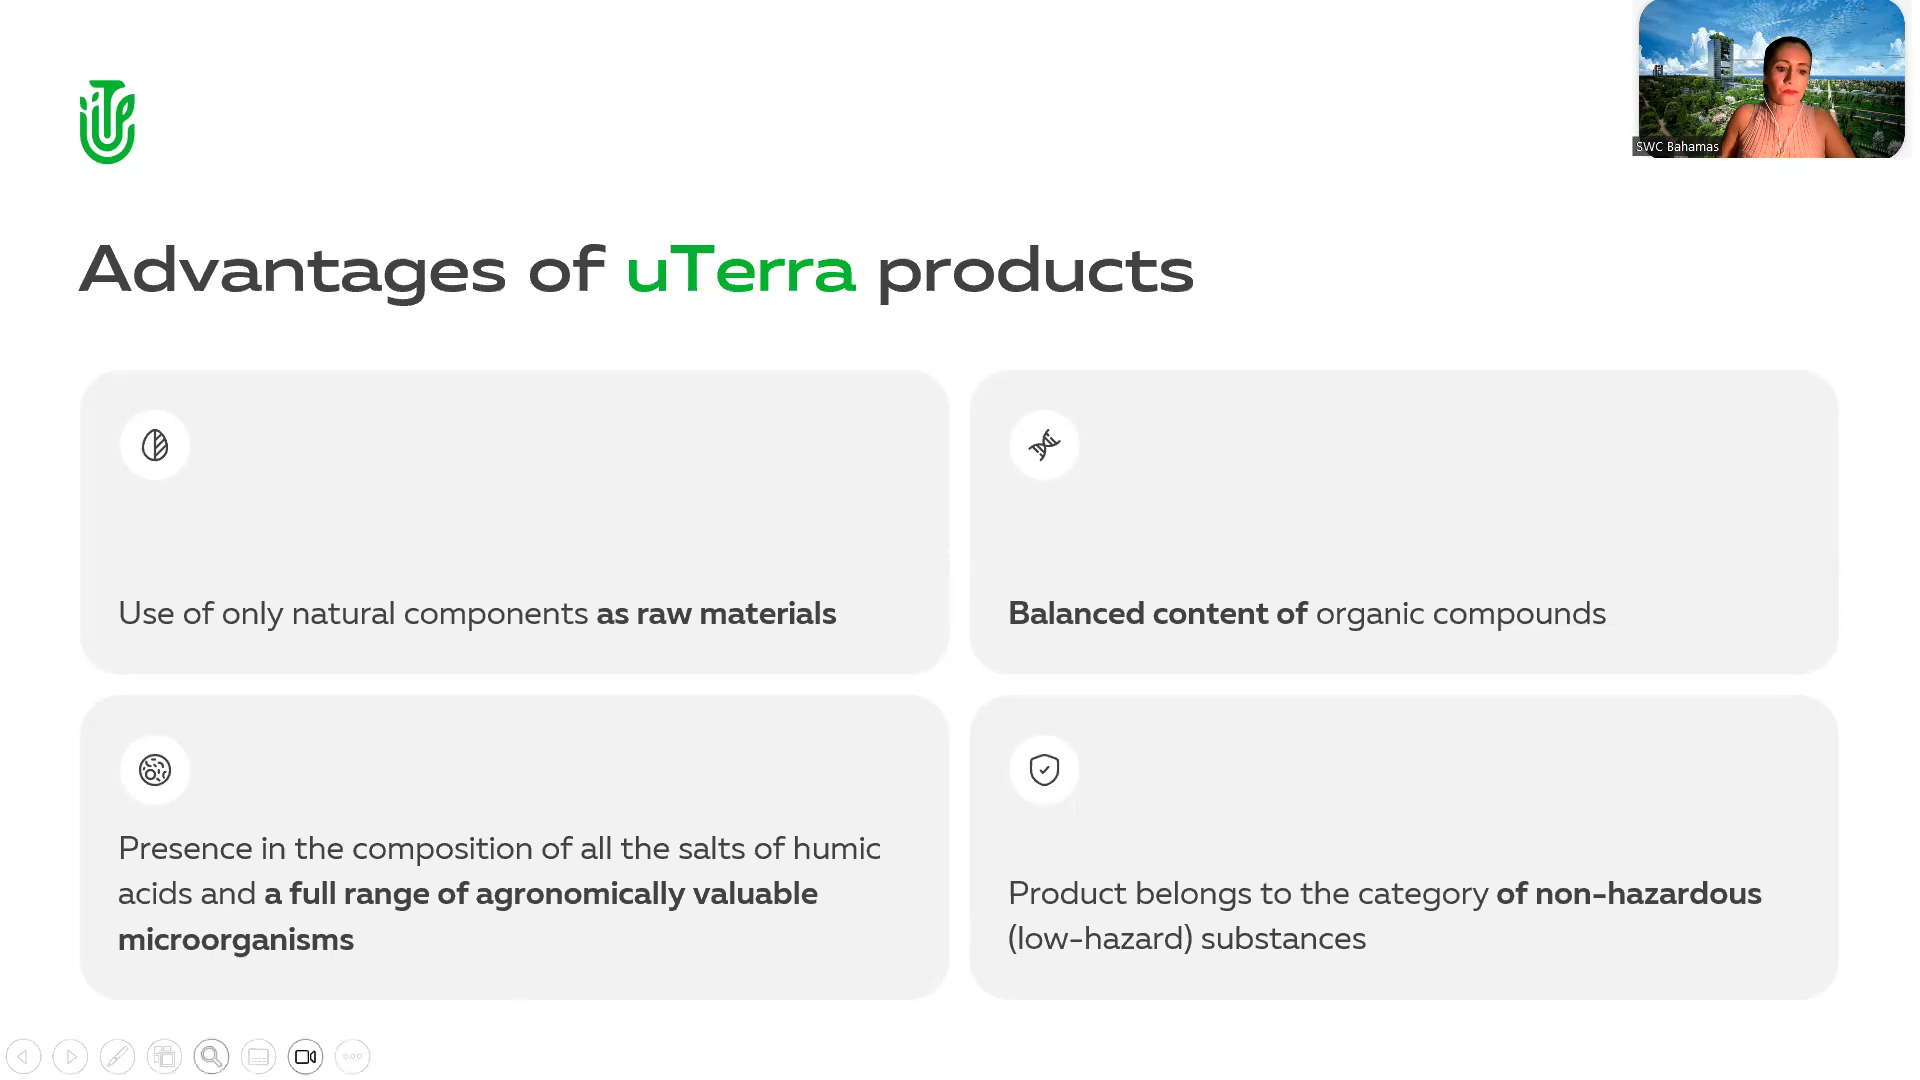 SWC Bahamas
Advantages of uTerra products
Use of only natural components as raw materials
Balanced content of organic compounds
Presence in the composition of all the salts of humic
acids and a full range of agronomically valuable
microorganisms
Product belongs to the category of non-hazardous
(low-hazard) substances